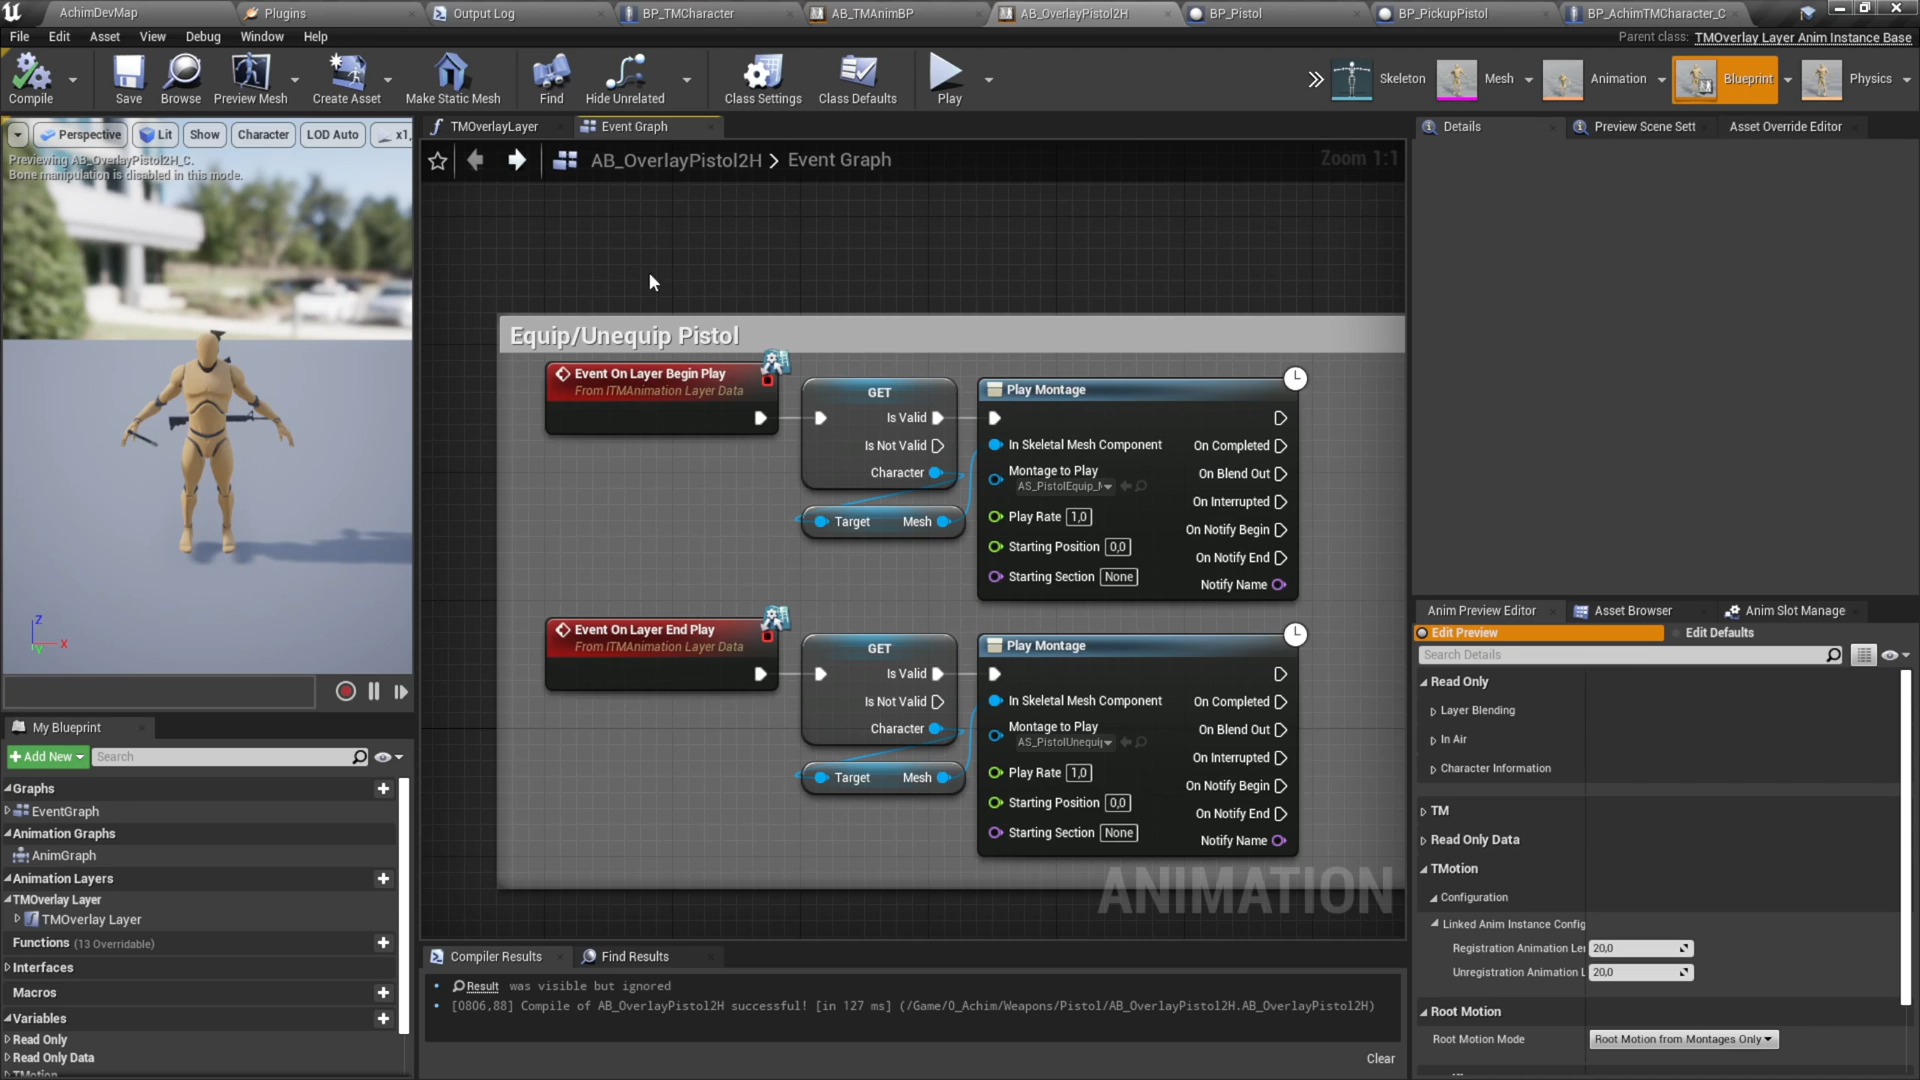 AchimDevMap
Plugins
Output Log
BP_TMCharacter
AB_TMAnimBP
AB_OverlayPistol2H
BP_Pistol
BP_PickupPistol
BP_AchimTMCharacter_C
File Edit Asset View Debug Window Help
Parent class: TMOverlay Layer Anim Instance Base
Compile
Save
Browse
Preview Mesh
Create Asset
Make Static Mesh
Find
Hide Unrelated
Class Settings
Class Defaults
Play
Skeleton
Mesh
Animation
Blueprint
Physics
Perspective
Lit
Show
Character
LOD Auto
x1,
Previewing AB_OverlayPistol2H_C.
Bone manipulation is disabled in this mode.
Z
X
Y
TMOverlayLayer
Event Graph
AB_OverlayPistol2H > Event Graph
Zoom 1:1
Equip/Unequip Pistol
Event On Layer Begin Play
From ITMAnimation Layer Data
GET
Is Valid
Is Not Valid
Character
Target Mesh
Play Montage
In Skeletal Mesh Component
Montage to Play
AS_PistolEquip_
Play Rate 1,0
Starting Position 0,0
Starting Section None
On Completed
On Blend Out
On Interrupted
On Notify Begin
On Notify End
Notify Name
Event On Layer End Play
From ITMAnimation Layer Data
GET
Is Valid
Is Not Valid
Character
Target Mesh
Play Montage
In Skeletal Mesh Component
Montage to Play
AS_PistolUnequip
Play Rate 1,0
Starting Position 0,0
Starting Section None
On Completed
On Blend Out
On Interrupted
On Notify Begin
On Notify End
Notify Name
ANIMATION
My Blueprint
Add New
Search
Graphs
EventGraph
Animation Graphs
AnimGraph
Animation Layers
TMOverlay Layer
TMOverlay Layer
Functions (13 Overridable)
Interfaces
Macros
Variables
Read Only
Read Only Data
TMotion
Compiler Results
Find Results
Result was visible but ignored
[0806,88] Compile of AB_OverlayPistol2H successful! [in 127 ms] (/Game/0_Achim/Weapons/Pistol/AB_OverlayPistol2H.AB_OverlayPistol2H)
Clear
Details
Preview Scene Sett
Asset Override Editor
Anim Preview Editor
Asset Browser
Anim Slot Manage
Edit Preview
Edit Defaults
Search Details
Read Only
Layer Blending
In Air
Character Information
TM
Read Only Data
TMotion
Configuration
Linked Anim Instance Config
Registration Animation Le 20,0
Unregistration Animation L 20,0
Root Motion
Root Motion Mode Root Motion from Montages Only